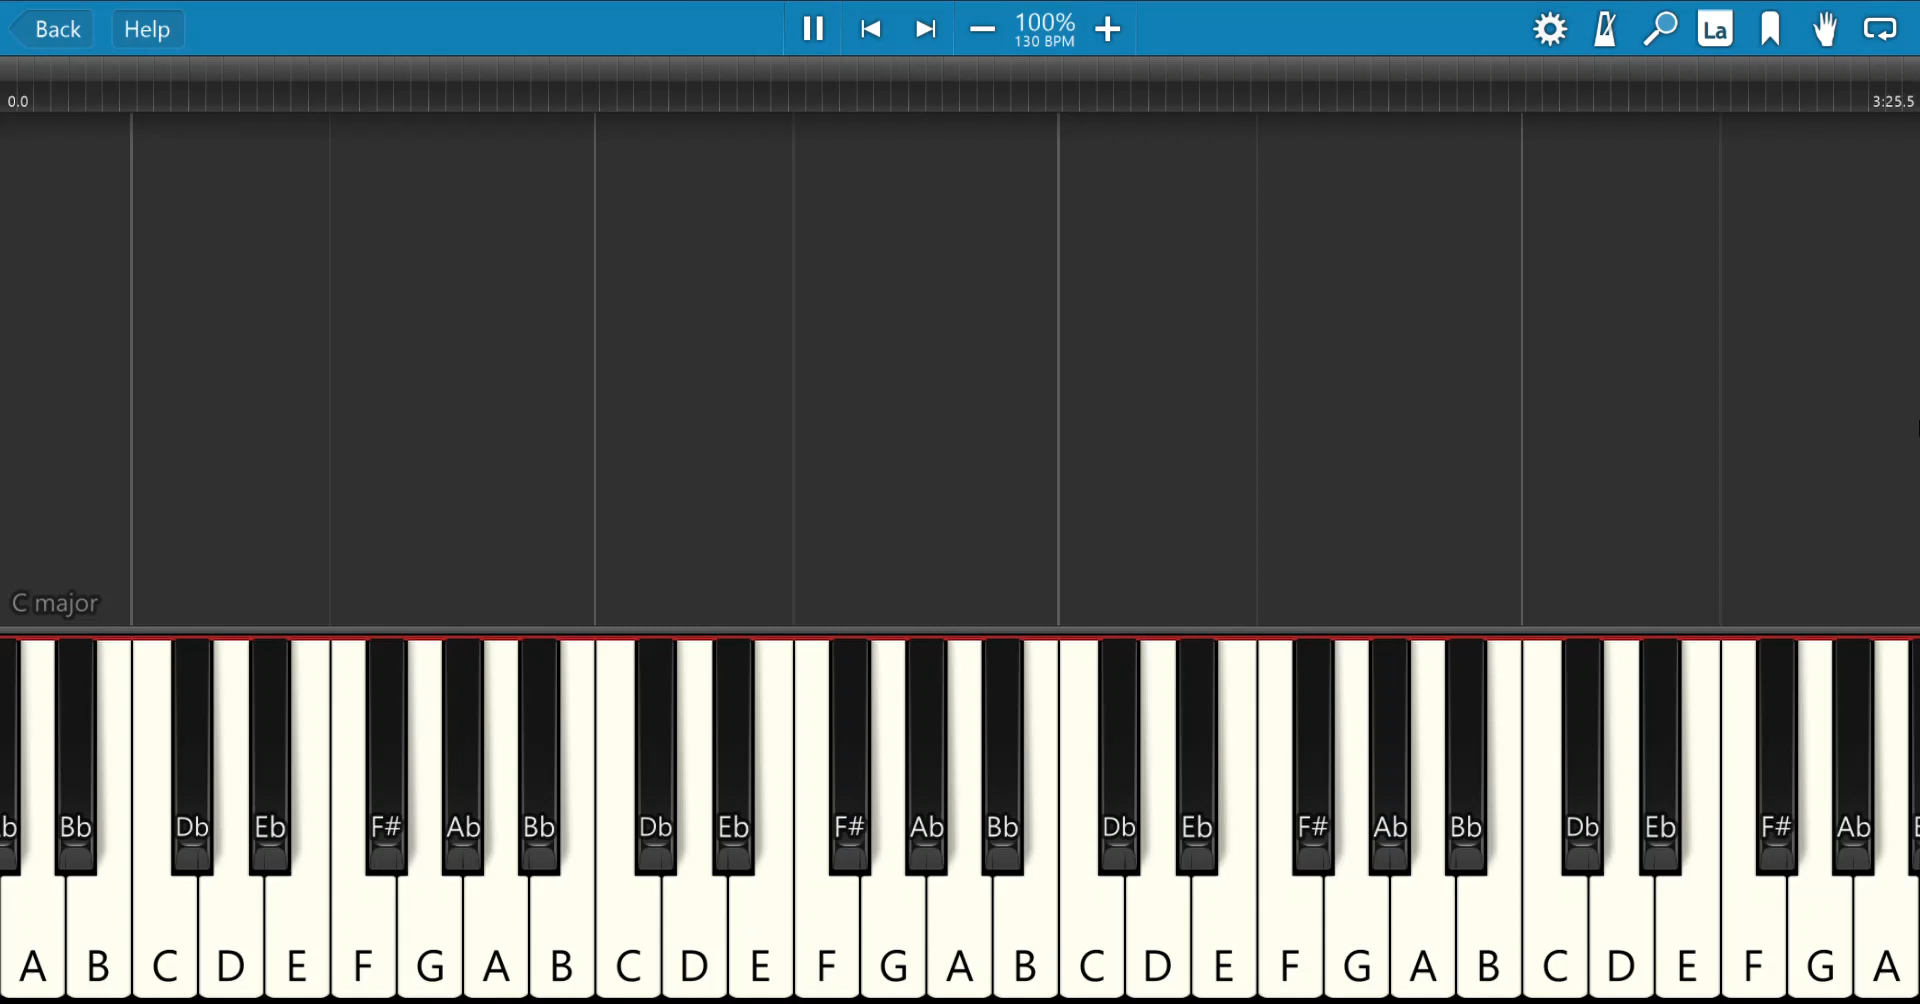 Back Help 100% La
130 BPM
0.0 3:25.5
C major
b Bb Db Eb F# Ab Bb Db Eb F# Ab Bb Db Eb F# Ab Bb Db Eb F# Ab
A B C D E F G A B C D E F G A B C D E F G A B C D E F G A